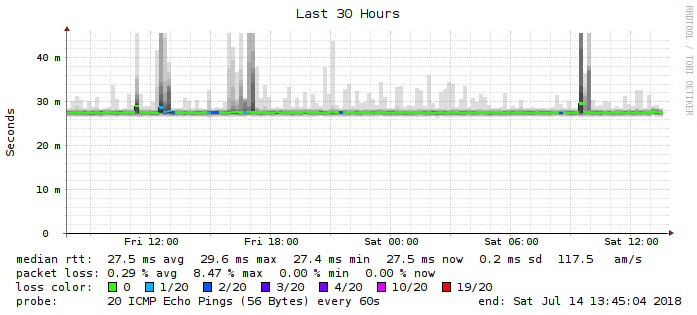 Last 30 Hours
RRDTOOL / TOBI OETIKER
Seconds
40 m
30 m
20 m
10 m
0
Fri 12:00 Fri 18:00 Sat 00:00 Sat 06:00 Sat 12:00
median rtt: 27.5 ms avg 29.6 ms max 27.4 ms min 27.5 ms now 0.2 ms sd 117.5 am/s
packet loss: 0.29 % avg 8.47 % max 0.00 % min 0.00 % now
loss color: 0 1/20 2/20 3/20 4/20 10/20 19/20
probe: 20 ICMP Echo Pings (56 Bytes) every 60s end: Sat Jul 14 13:45:04 2018